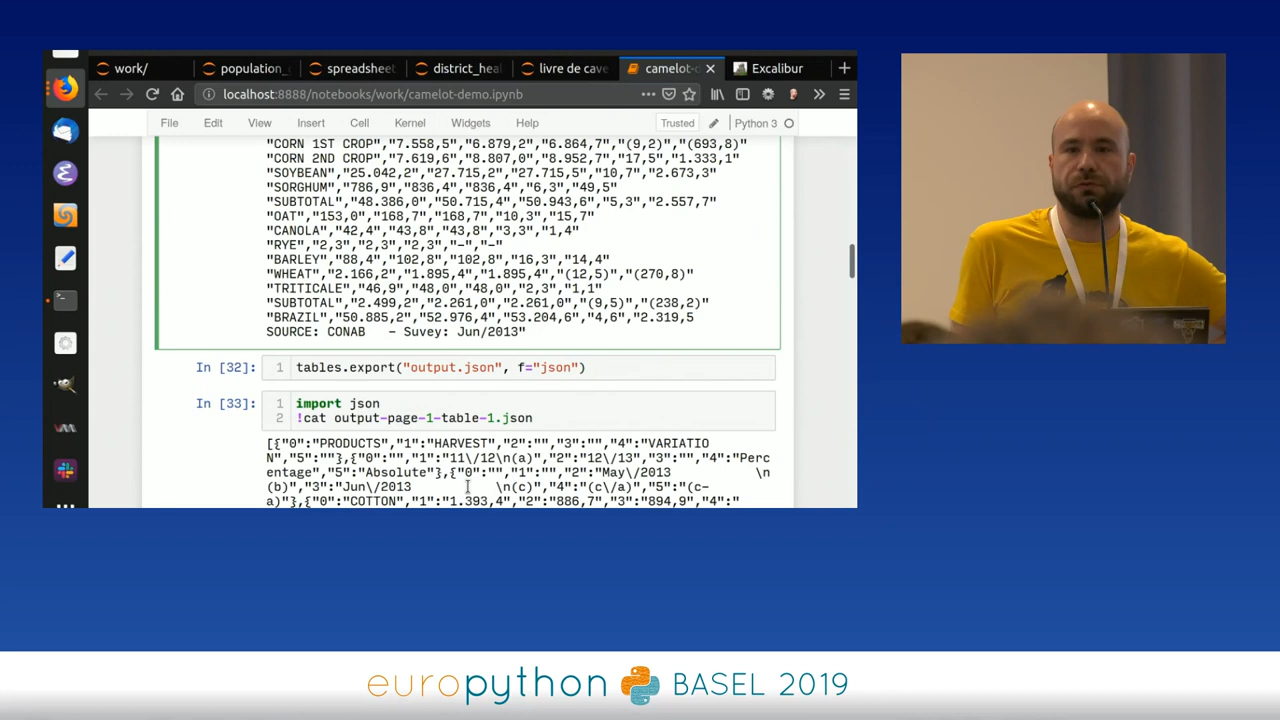 work/
population_
spreadsheet
district_heal
livre de cave
camelot-d
Excalibur
localhost:8888/notebooks/work/camelot-demo.ipynb
File Edit View Insert Cell Kernel Widgets Help Trusted Python 3
"CORN 1ST CROP","7.558,5","6.879,2","6.864,7","(9,2)","(693,8)"
"CORN 2ND CROP","7.619,6","8.807,0","8.952,7","17,5","1.333,1"
"SOYBEAN","25.042,2","27.715,2","27.715,5","10,7","2.673,3"
"SORGHUM","786,9","836,4","836,4","6,3","49,5"
"SUBTOTAL","48.386,0","50.715,4","50.943,6","5,3","2.557,7"
"OAT","153,0","168,7","168,7","10,3","15,7"
"CANOLA","42,4","43,8","43,8","3,3","1,4"
"RYE","2,3","2,3","2,3","-","-"
"BARLEY","88,4","102,8","102,8","16,3","14,4"
"WHEAT","2.166,2","1.895,4","1.895,4","(12,5)","(270,8)"
"TRITICALE","46,9","48,0","48,0","2,3","1,1"
"SUBTOTAL","2.499,2","2.261,0","2.261,0","(9,5)","(238,2)"
"BRAZIL","50.885,2","52.976,4","53.204,6","4,6","2.319,5
SOURCE: CONAB - Suvey: Jun/2013"
In [32]: 1 tables.export("output.json", f="json")
In [33]: 1 import json
2 !cat output-page-1-table-1.json
[{"0":"PRODUCTS","1":"HARVEST","2":"","3":"","4":"VARIATIO
N","5":""},{"0":"","1":"11\/12\n(a)","2":"12\/13","3":"","4":"Perc
entage","5":"Absolute"},{"0":"","1":"","2":"May\/2013 \n
(b)","3":"Jun\/2013 \n(c)","4":"(c\/a)","5":"(c-
a)"},{"0":"COTTON","1":"1.393,4","2":"886,7","3":"894,9","4":"
europython BASEL 2019